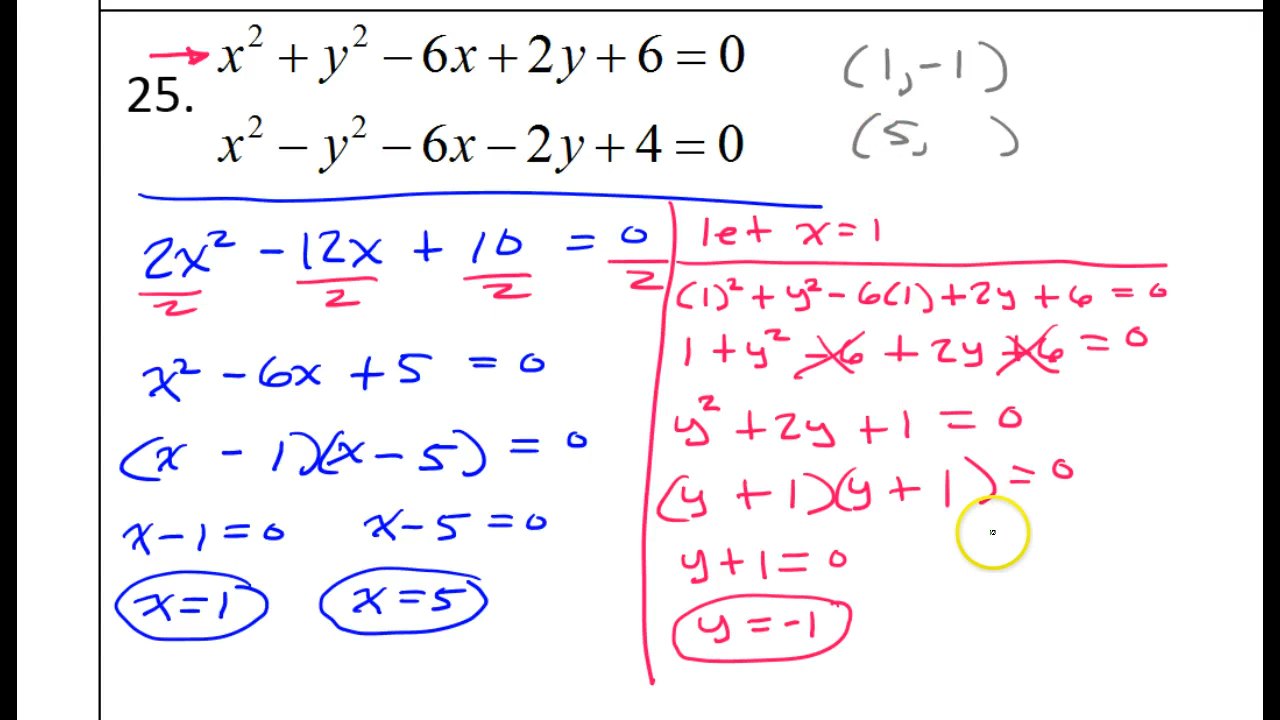 25.
→ x² + y² − 6x + 2y + 6 = 0
x² − y² − 6x − 2y + 4 = 0
(1, -1)
(5,   )
2x² - 12x + 10 = 0
2 2 2 2
x² - 6x + 5 = 0
(x - 1)(x - 5) = 0
x - 1 = 0   x - 5 = 0
x = 1   x = 5
let x = 1
(1)² + y² - 6(1) + 2y + 6 = 0
1 + y² - 6 + 2y + 6 = 0
y² + 2y + 1 = 0
(y + 1)(y + 1) = 0
y + 1 = 0
y = -1